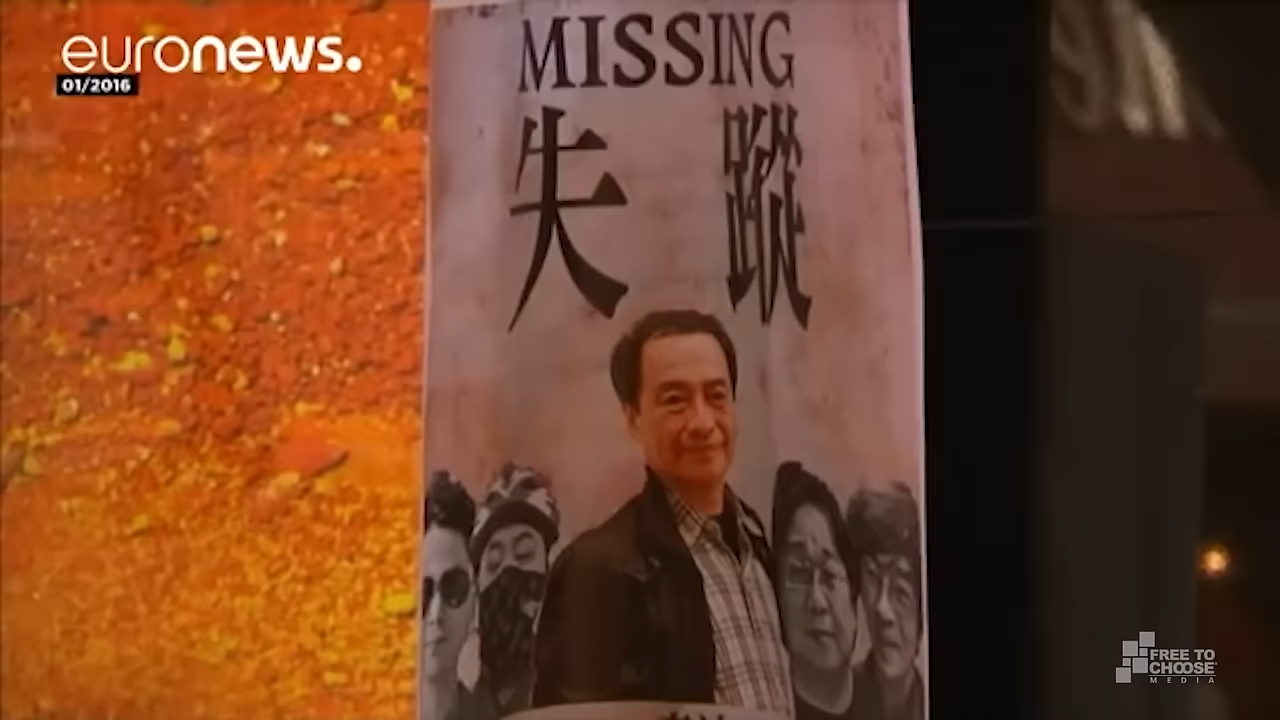 euronews.
01/2016
MISSING
失蹤
FREE TO
CHOOSE
MEDIA